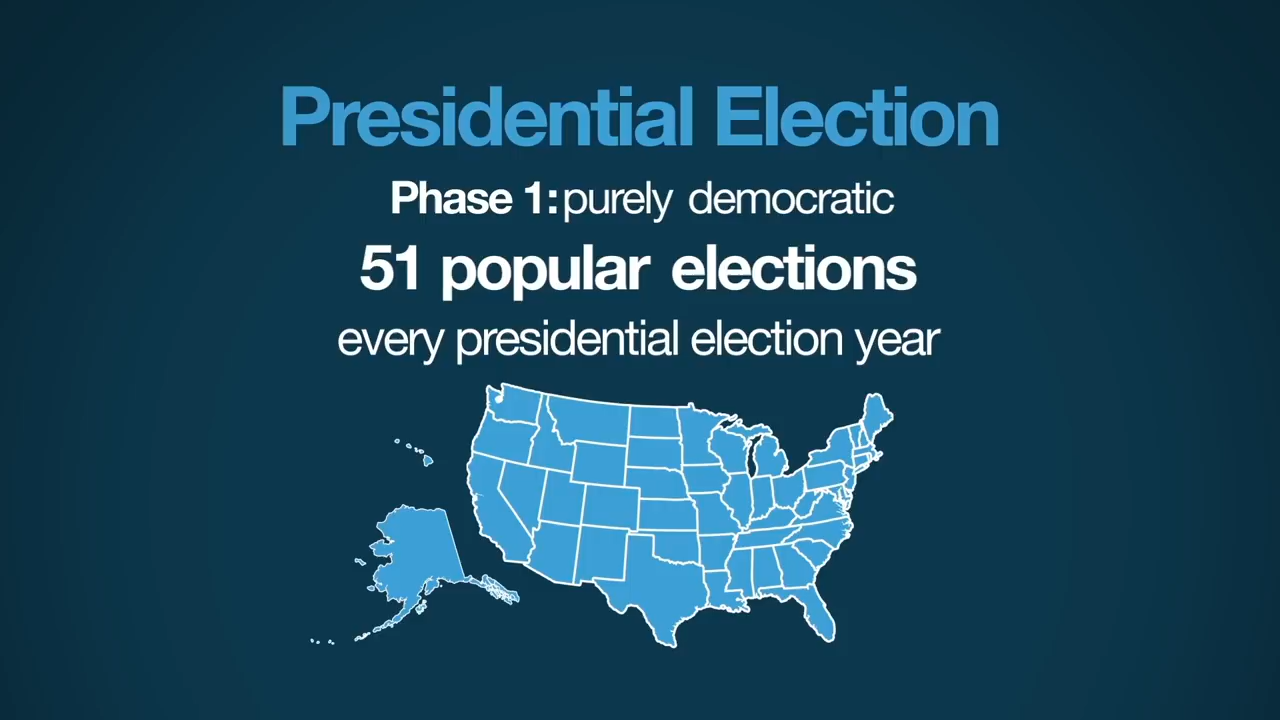 Presidential Election
Phase 1: purely democratic
51 popular elections
every presidential election year